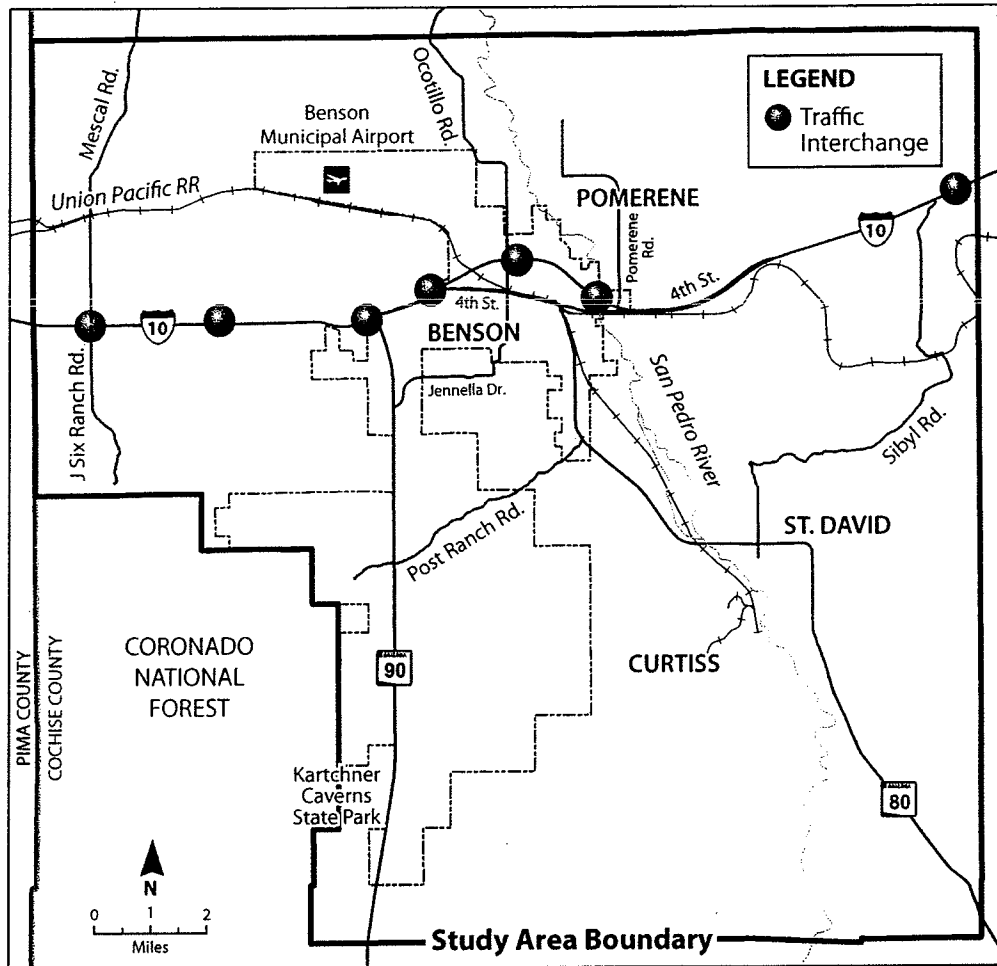 Mescal Rd.
Ocotillo Rd.
LEGEND
Traffic
Interchange
Benson
Municipal Airport
Union Pacific RR
POMERENE
Pomerene
Rd.
10
4th St.
4th St.
10
BENSON
J Six Ranch Rd.
Jennella Dr.
San Pedro River
Sibyl Rd.
Post Ranch Rd.
ST. DAVID
CORONADO
NATIONAL
FOREST
90
CURTISS
PIMA COUNTY
COCHISE COUNTY
Kartchner
Caverns
State Park
80
N
0 1 2
Miles
Study Area Boundary